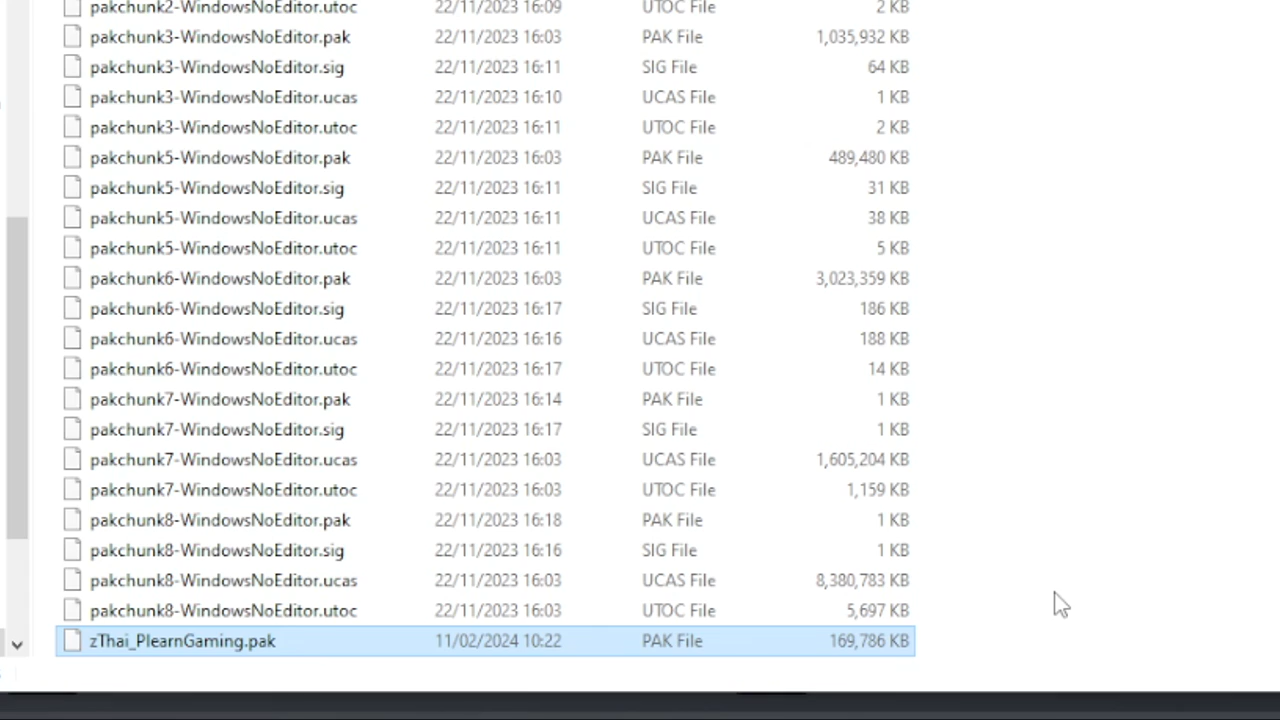 pakchunk2-WindowsNoEditor.utoc 22/11/2023 16:09 UTOC File 2 KB
pakchunk3-WindowsNoEditor.pak 22/11/2023 16:03 PAK File 1,035,932 KB
pakchunk3-WindowsNoEditor.sig 22/11/2023 16:11 SIG File 64 KB
pakchunk3-WindowsNoEditor.ucas 22/11/2023 16:10 UCAS File 1 KB
pakchunk3-WindowsNoEditor.utoc 22/11/2023 16:11 UTOC File 2 KB
pakchunk5-WindowsNoEditor.pak 22/11/2023 16:03 PAK File 489,480 KB
pakchunk5-WindowsNoEditor.sig 22/11/2023 16:11 SIG File 31 KB
pakchunk5-WindowsNoEditor.ucas 22/11/2023 16:11 UCAS File 38 KB
pakchunk5-WindowsNoEditor.utoc 22/11/2023 16:11 UTOC File 5 KB
pakchunk6-WindowsNoEditor.pak 22/11/2023 16:03 PAK File 3,023,359 KB
pakchunk6-WindowsNoEditor.sig 22/11/2023 16:17 SIG File 186 KB
pakchunk6-WindowsNoEditor.ucas 22/11/2023 16:16 UCAS File 188 KB
pakchunk6-WindowsNoEditor.utoc 22/11/2023 16:17 UTOC File 14 KB
pakchunk7-WindowsNoEditor.pak 22/11/2023 16:14 PAK File 1 KB
pakchunk7-WindowsNoEditor.sig 22/11/2023 16:17 SIG File 1 KB
pakchunk7-WindowsNoEditor.ucas 22/11/2023 16:03 UCAS File 1,605,204 KB
pakchunk7-WindowsNoEditor.utoc 22/11/2023 16:03 UTOC File 1,159 KB
pakchunk8-WindowsNoEditor.pak 22/11/2023 16:18 PAK File 1 KB
pakchunk8-WindowsNoEditor.sig 22/11/2023 16:16 SIG File 1 KB
pakchunk8-WindowsNoEditor.ucas 22/11/2023 16:03 UCAS File 8,380,783 KB
pakchunk8-WindowsNoEditor.utoc 22/11/2023 16:03 UTOC File 5,697 KB
zThai_PlearnGaming.pak 11/02/2024 10:22 PAK File 169,786 KB